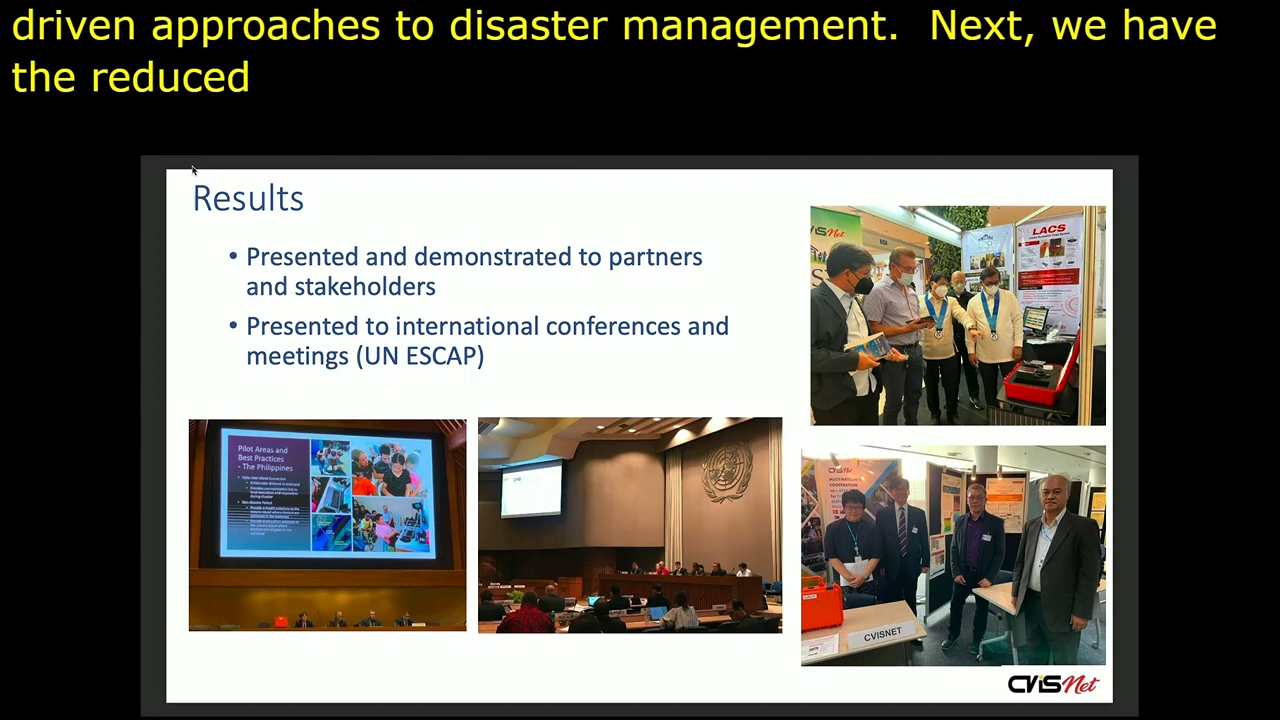 driven approaches to disaster management.  Next, we have
the reduced
Results
• Presented and demonstrated to partners
and stakeholders
• Presented to international conferences and
meetings (UN ESCAP)
LACS
Pilot Areas and
Best Practices
- The Philippines
CVISNET
CViSNet